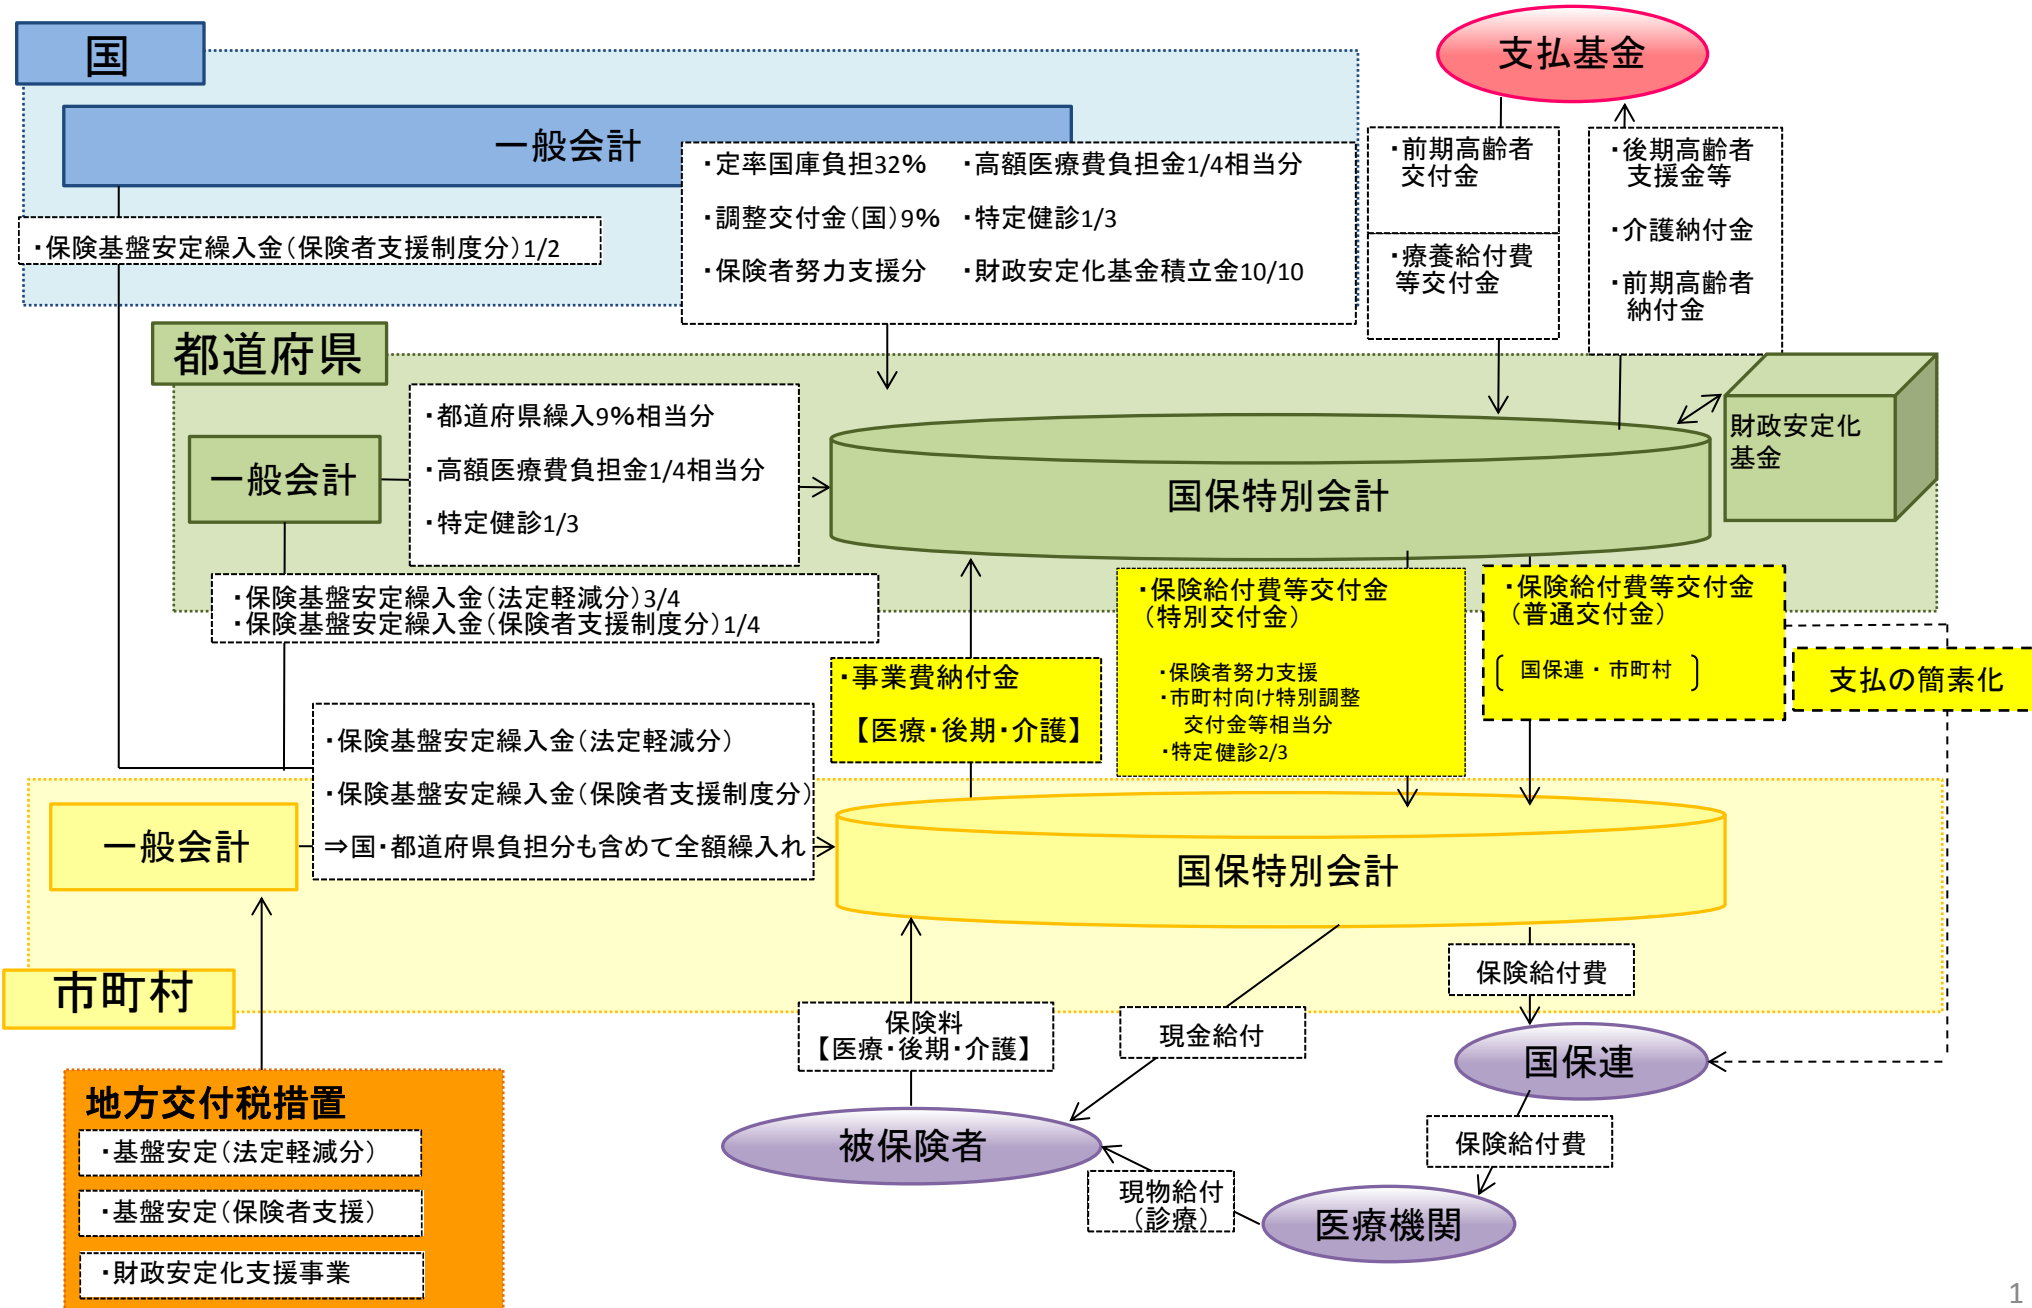 国
支払基金
一般会計
・定率国庫負担32%　・高額医療費負担金1/4相当分
・調整交付金(国)9%　・特定健診1/3
・保険者努力支援分　・財政安定化基金積立金10/10
・保険基盤安定繰入金(保険者支援制度分)1/2
・前期高齢者
交付金
・療養給付費
等交付金
・後期高齢者
支援金等
・介護納付金
・前期高齢者
納付金
都道府県
一般会計
・都道府県繰入9%相当分
・高額医療費負担金1/4相当分
・特定健診1/3
国保特別会計
財政安定化
基金
・保険基盤安定繰入金(法定軽減分)3/4
・保険基盤安定繰入金(保険者支援制度分)1/4
・事業費納付金
【医療・後期・介護】
・保険給付費等交付金
(特別交付金)
・保険者努力支援
・市町村向け特別調整
交付金等相当分
・特定健診2/3
・保険給付費等交付金
(普通交付金)
〔 国保連・市町村 〕
支払の簡素化
・保険基盤安定繰入金(法定軽減分)
・保険基盤安定繰入金(保険者支援制度分)
⇒国・都道府県負担分も含めて全額繰入れ
一般会計
国保特別会計
市町村
保険料
【医療・後期・介護】
現金給付
保険給付費
国保連
保険給付費
被保険者
現物給付
(診療)
医療機関
地方交付税措置
・基盤安定(法定軽減分)
・基盤安定(保険者支援)
・財政安定化支援事業
1